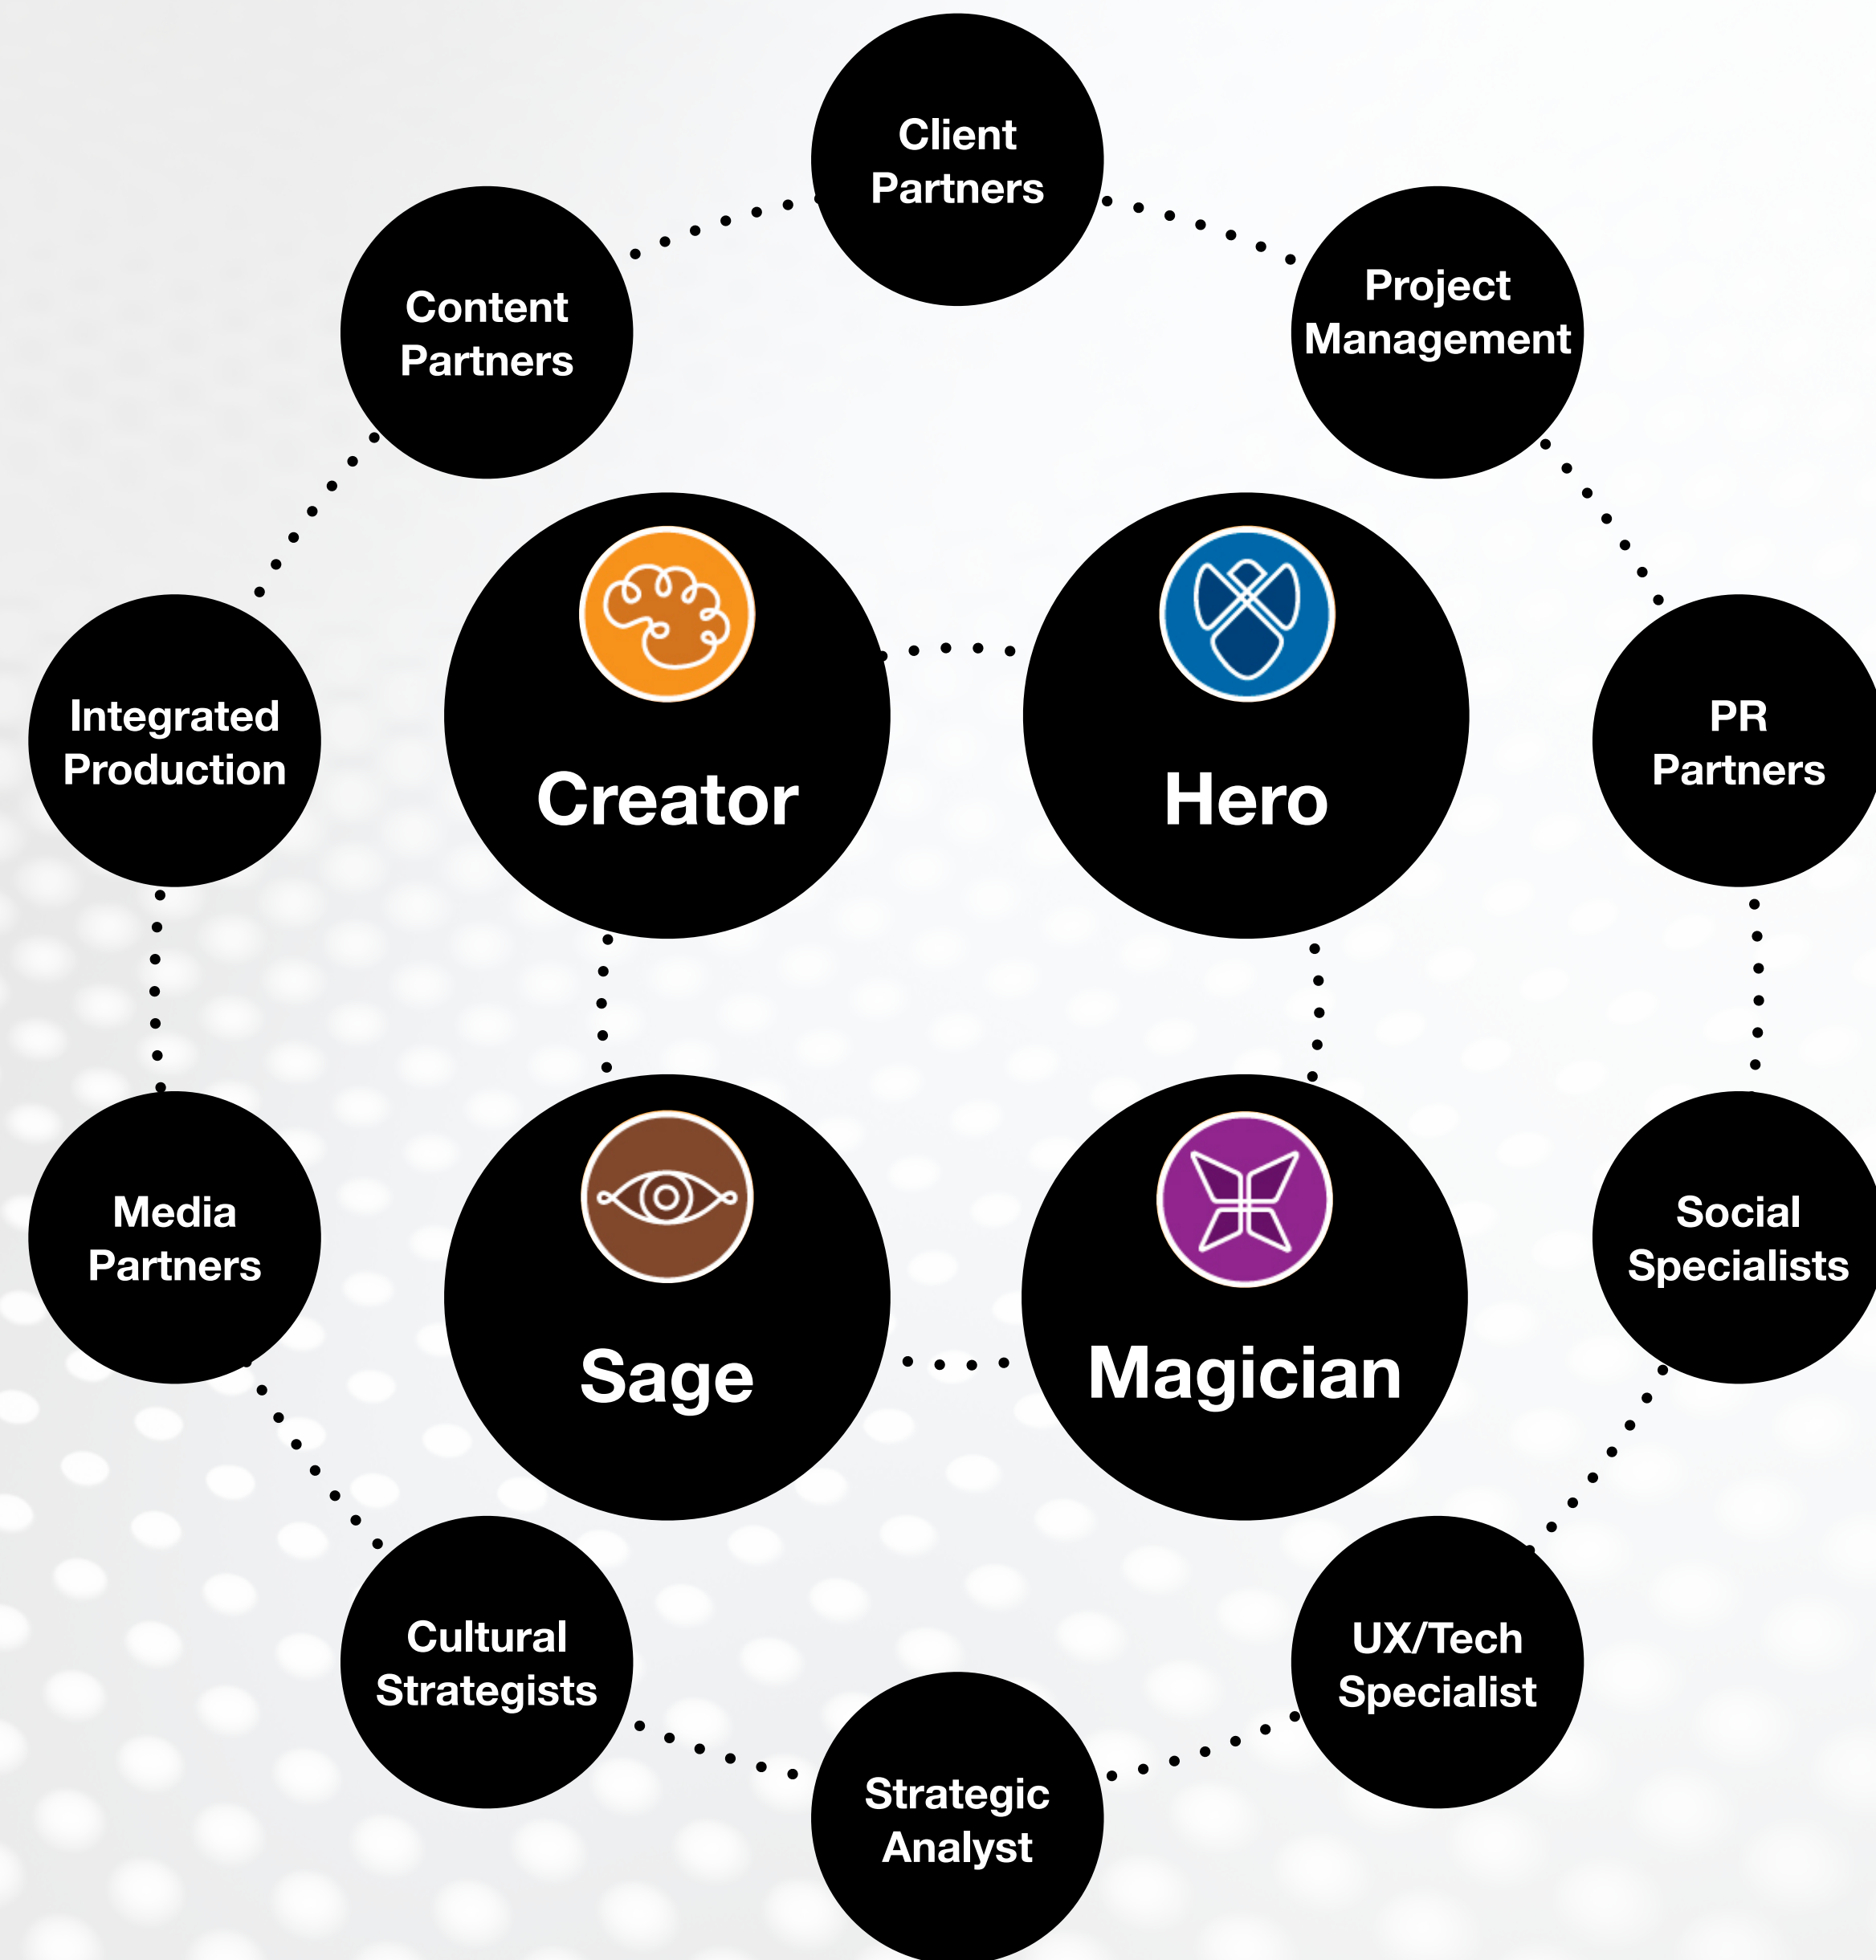 Client
Partners
Content
Partners
Project
Management
Integrated
Production
Creator
Hero
PR
Partners
Media
Partners
Sage
Magician
Social
Specialists
Cultural
Strategists
UX/Tech
Specialist
Strategic
Analyst